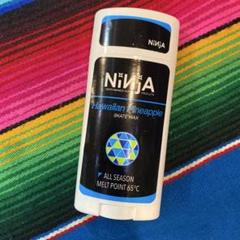 NiNjA
NiNjA
Hawaiian Pineapple
SKATE WAX
ALL SEASON
MELT POINT 65°C